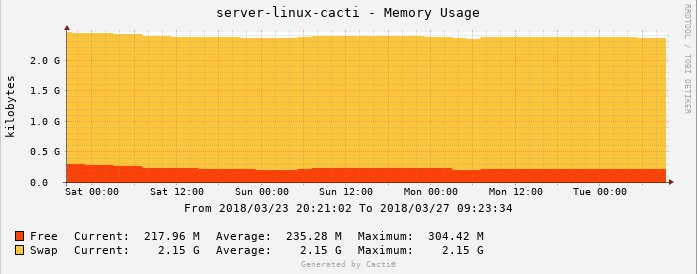 server-linux-cacti - Memory Usage
RRDTOOL / TOBI OETIKER
kilobytes
2.0 G
1.5 G
1.0 G
0.5 G
0.0
Sat 00:00 Sat 12:00 Sun 00:00 Sun 12:00 Mon 00:00 Mon 12:00 Tue 00:00
From 2018/03/23 20:21:02 To 2018/03/27 09:23:34
Free Current: 217.96 M Average: 235.28 M Maximum: 304.42 M
Swap Current: 2.15 G Average: 2.15 G Maximum: 2.15 G
Generated by Cacti®